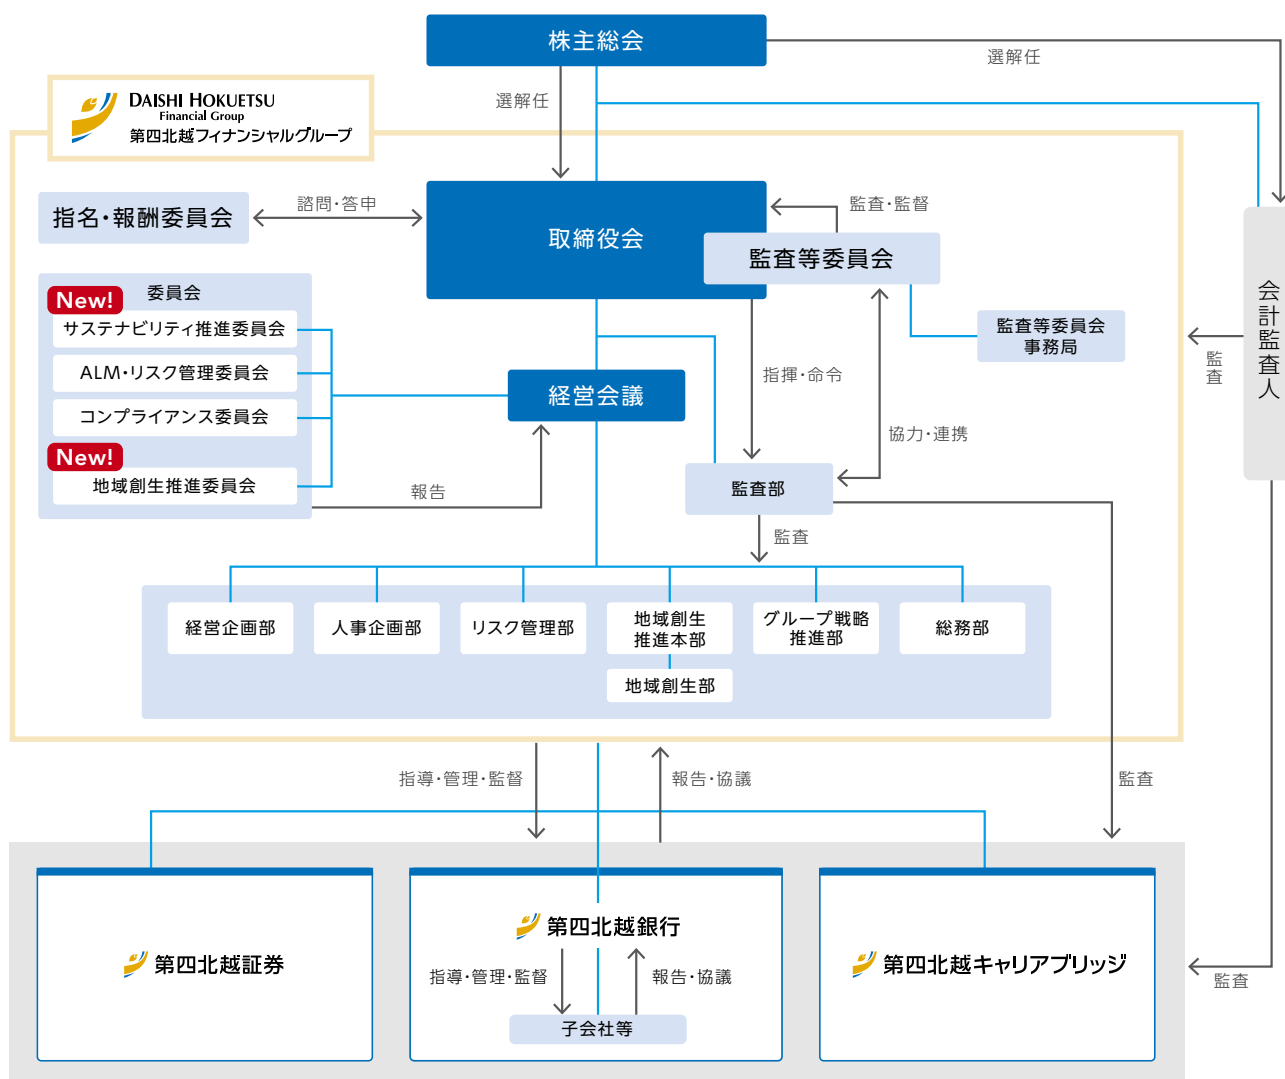 株主総会
選解任
選解任
DAISHI HOKUETSU
Financial Group
第四北越フィナンシャルグループ
指名・報酬委員会
諮問・答申
取締役会
監査・監督
監査等委員会
監査等委員会
事務局
会計監査人
監査
委員会
New!
サステナビリティ推進委員会
ALM・リスク管理委員会
コンプライアンス委員会
New!
地域創生推進委員会
経営会議
報告
指揮・命令
協力・連携
監査部
監査
経営企画部
人事企画部
リスク管理部
地域創生
推進本部
地域創生部
グループ戦略
推進部
総務部
指導・管理・監督
報告・協議
監査
第四北越証券
第四北越銀行
指導・管理・監督
報告・協議
子会社等
第四北越キャリアブリッジ
監査